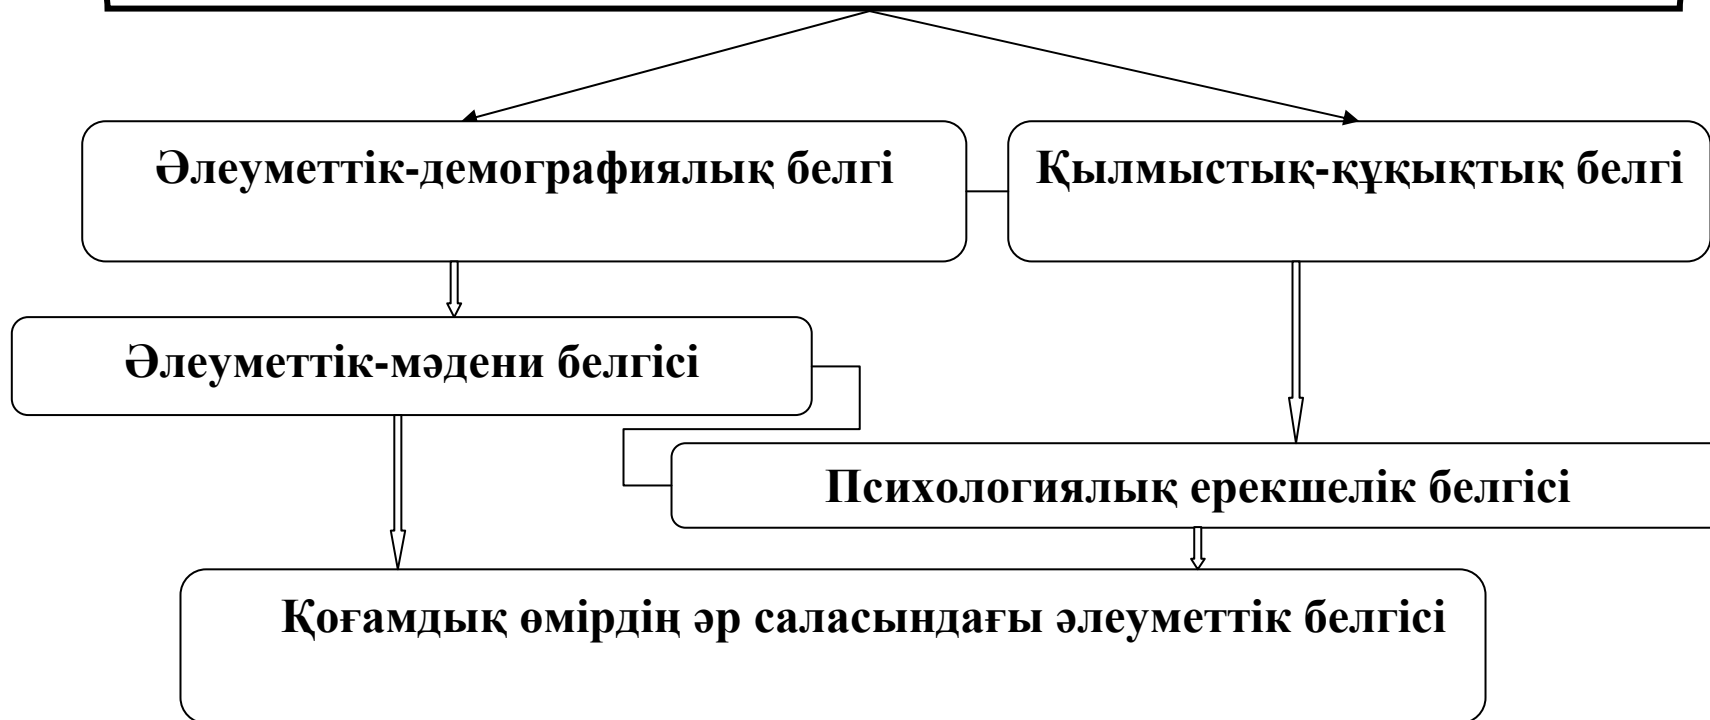 Әлеуметтік-демографиялық белгі
Қылмыстық-құқықтық белгі
Әлеуметтік-мәдени белгісі
Психологиялық ерекшелік белгісі
Қоғамдық өмірдің әр саласындағы әлеуметтік белгісі